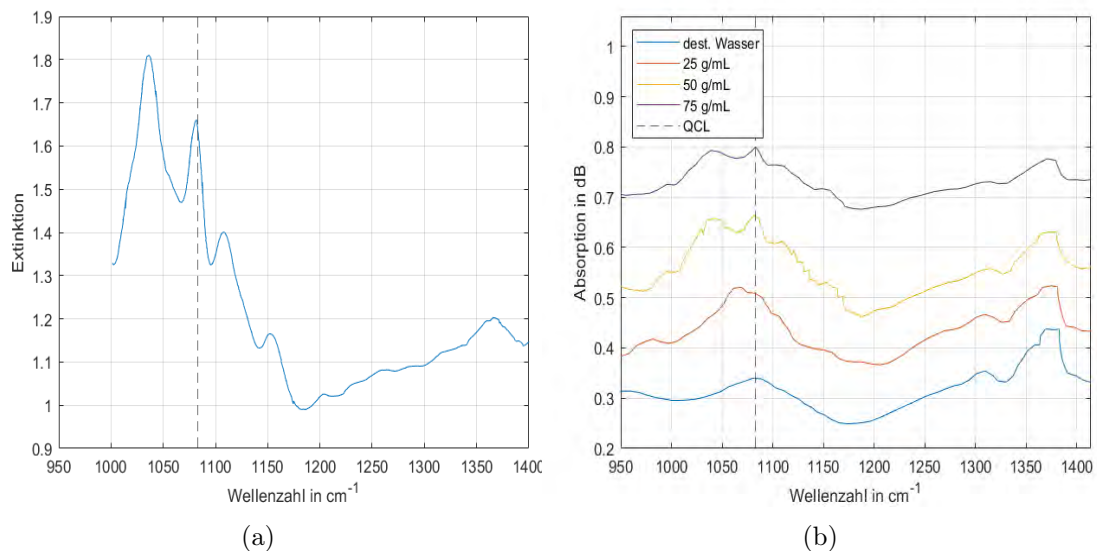 1.9
1.8
1.7
1.6
1.5
1.4
1.3
1.2
1.1
1
0.9
Extinktion
950 1000 1050 1100 1150 1200 1250 1300 1350 1400
Wellenzahl in cm-1
(a)
1
0.9
0.8
0.7
0.6
0.5
0.4
0.3
0.2
Absorption in dB
dest. Wasser
25 g/mL
50 g/mL
75 g/mL
QCL
950 1000 1050 1100 1150 1200 1250 1300 1350 1400
Wellenzahl in cm-1
(b)